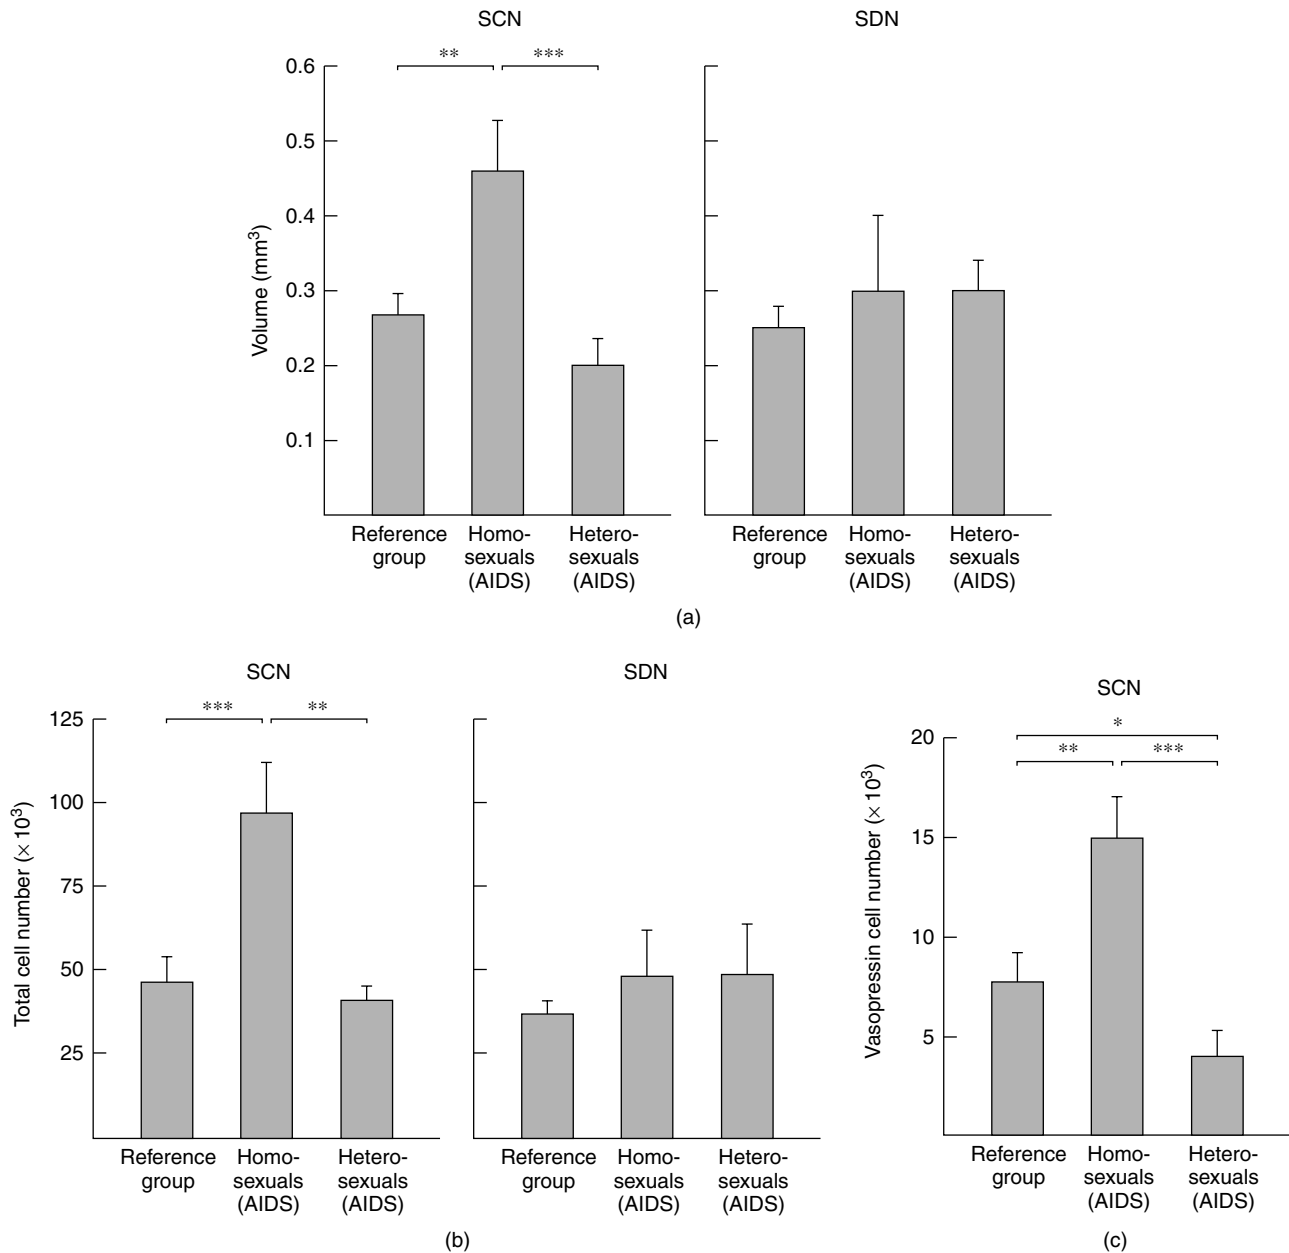 SCN
SDN
** ***
0.6
0.5
0.4
0.3
0.2
0.1
Volume (mm³)
Reference group
Homo-sexuals (AIDS)
Hetero-sexuals (AIDS)
Reference group
Homo-sexuals (AIDS)
Hetero-sexuals (AIDS)
(a)
SCN
SDN
*** **
125
100
75
50
25
Total cell number (× 10³)
Reference group
Homo-sexuals (AIDS)
Hetero-sexuals (AIDS)
Reference group
Homo-sexuals (AIDS)
Hetero-sexuals (AIDS)
(b)
SCN
*
** ***
20
15
10
5
Vasopressin cell number (× 10³)
Reference group
Homo-sexuals (AIDS)
Hetero-sexuals (AIDS)
(c)